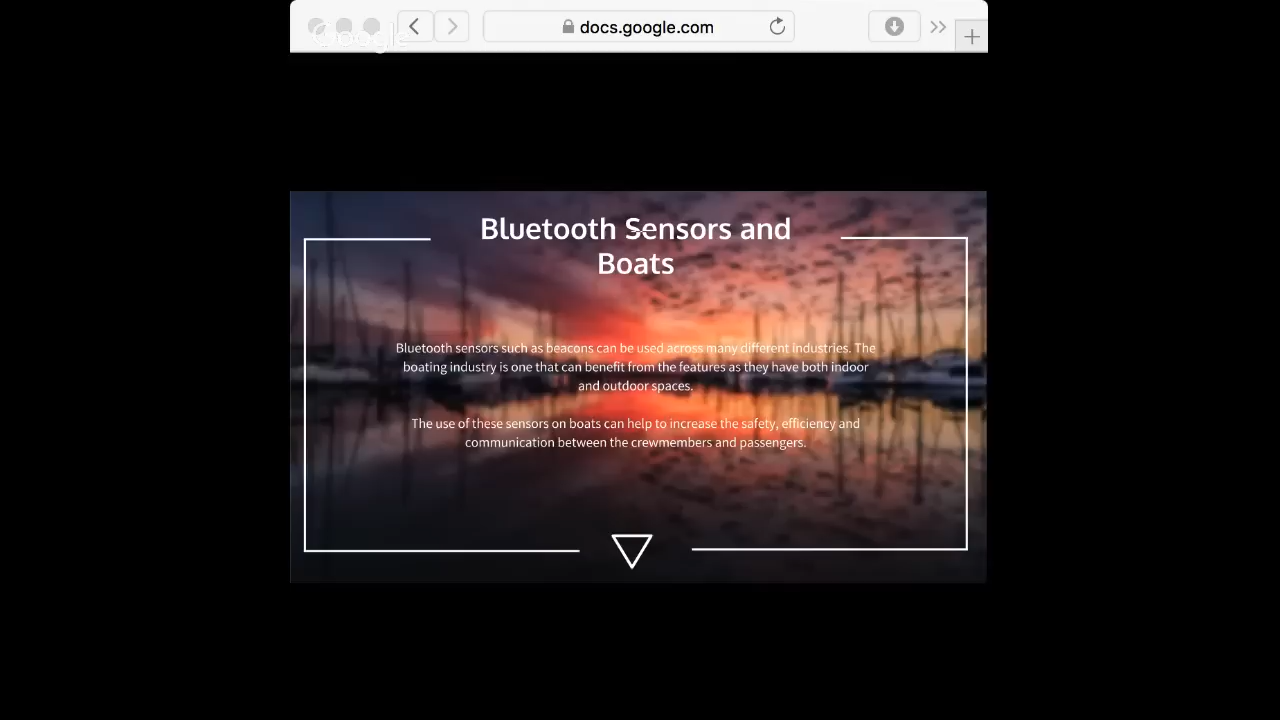 Google
docs.google.com
Bluetooth Sensors and
Boats
Bluetooth sensors such as beacons can be used across many different industries. The
boating industry is one that can benefit from the features as they have both indoor
and outdoor spaces.
The use of these sensors on boats can help to increase the safety, efficiency and
communication between the crewmembers and passengers.